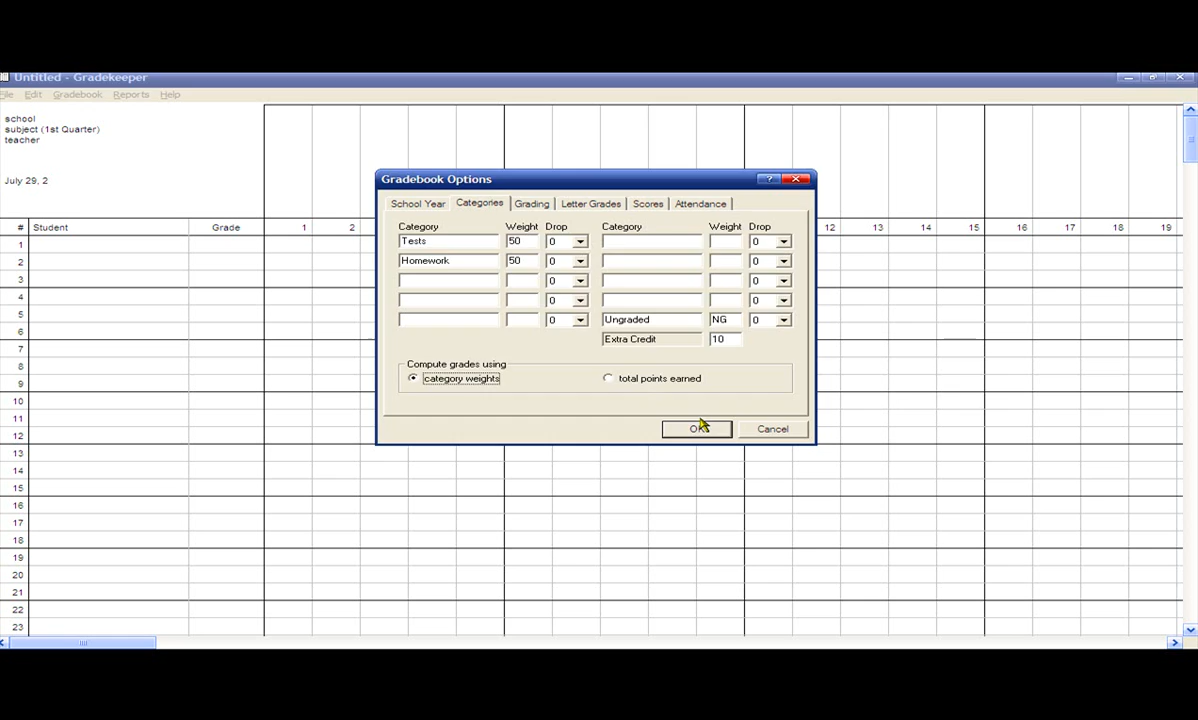 Untitled - Gradekeeper
File Edit Gradebook Reports Help
school
subject (1st Quarter)
teacher
July 29, 2
# Student Grade 1 2 12 13 14 15 16 17 18 19
1
2
3
4
5
6
7
8
9
10
11
12
13
14
15
16
17
18
19
20
21
22
23
Gradebook Options
School Year Categories Grading Letter Grades Scores Attendance
Category Weight Drop Category Weight Drop
Tests 50 0 0
Homework 50 0 0
0 0
0 0
0 Ungraded NG 0
Extra Credit 10
Compute grades using
category weights total points earned
OK Cancel